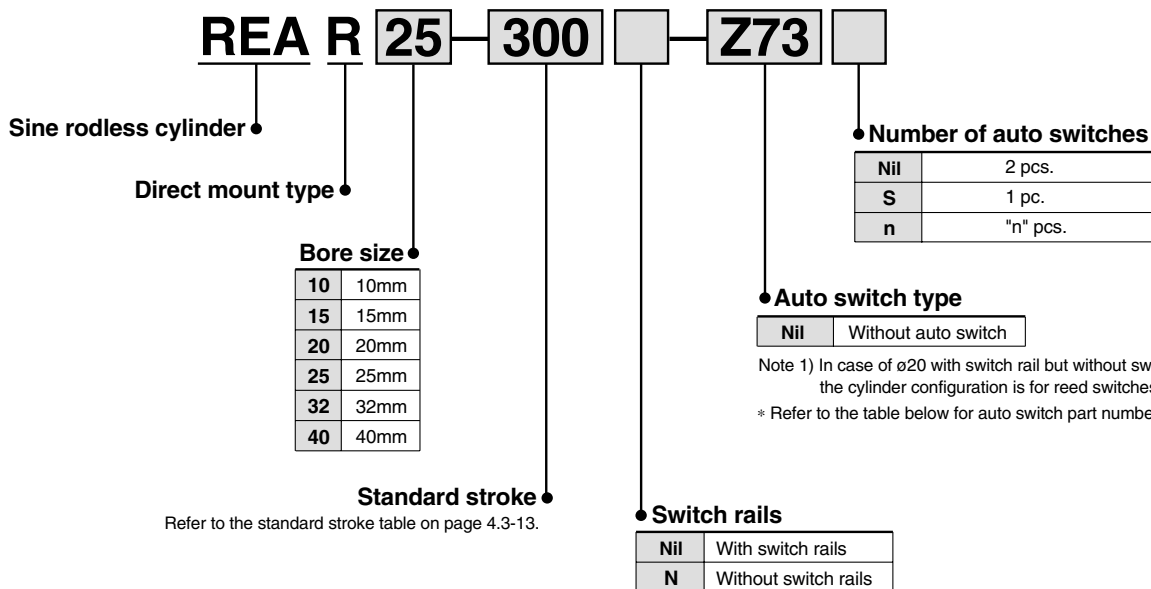 REA R 25 — 300 — Z73
Sine rodless cylinder
Direct mount type
Bore size
10 10mm
15 15mm
20 20mm
25 25mm
32 32mm
40 40mm
Standard stroke
Refer to the standard stroke table on page 4.3-13.
Switch rails
Nil With switch rails
N Without switch rails
Auto switch type
Nil Without auto switch
Note 1) In case of ø20 with switch rail but without
the cylinder configuration is for reed
∗ Refer to the table below for auto switch part
Number of auto switches
Nil 2 pcs.
S 1 pc.
n "n" pcs.